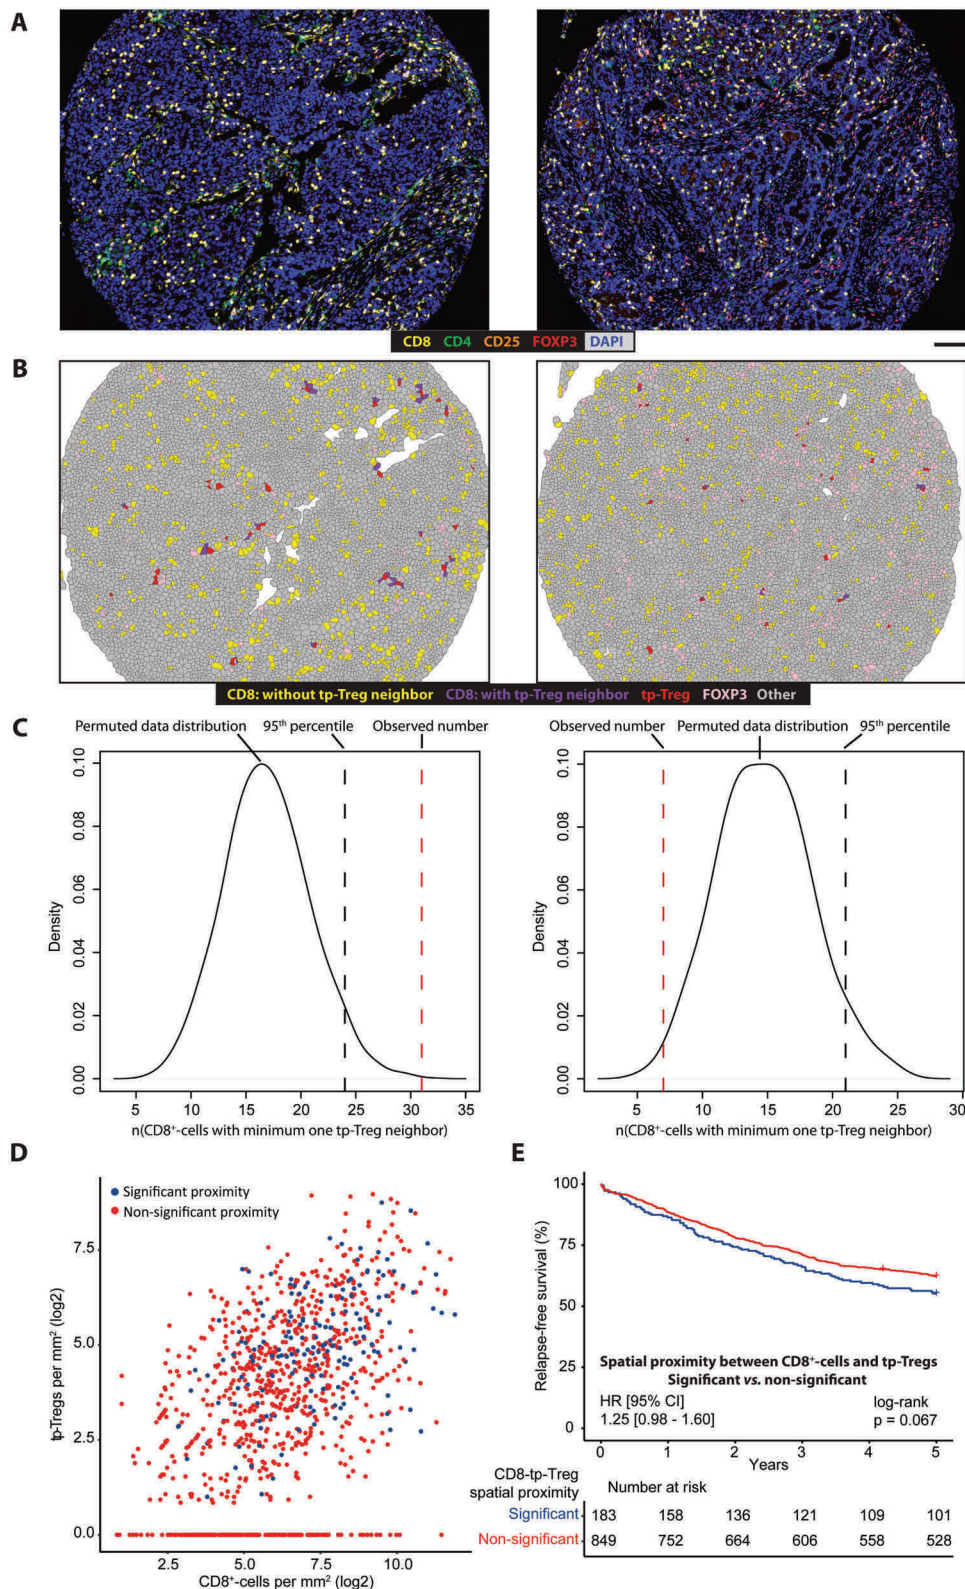 A
CD8 CD4 CD25 FOXP3 DAPI
B
CD8: without tp-Treg neighbor CD8: with tp-Treg neighbor tp-Treg FOXP3 Other
C
Permuted data distribution 95th percentile Observed number
Density
0.00 0.02 0.04 0.06 0.08 0.10
5 10 15 20 25 30 35
n(CD8+-cells with minimum one tp-Treg neighbor)
Observed number Permuted data distribution 95th percentile
Density
0.00 0.02 0.04 0.06 0.08 0.10
5 10 15 20 25 30
n(CD8+-cells with minimum one tp-Treg neighbor)
D
Significant proximity
Non-significant proximity
tp-Tregs per mm² (log2)
7.5
5.0
2.5
0.0
2.5 5.0 7.5 10.0
CD8+-cells per mm² (log2)
E
Relapse-free survival (%)
100
75
50
25
0
Spatial proximity between CD8+-cells and tp-Tregs
Significant vs. non-significant
HR [95% CI] log-rank
1.25 [0.98 - 1.60] p = 0.067
0 1 2 3 4 5
Years
CD8-tp-Treg
spatial proximity
Number at risk
Significant 183 158 136 121 109 101
Non-significant 849 752 664 606 558 528